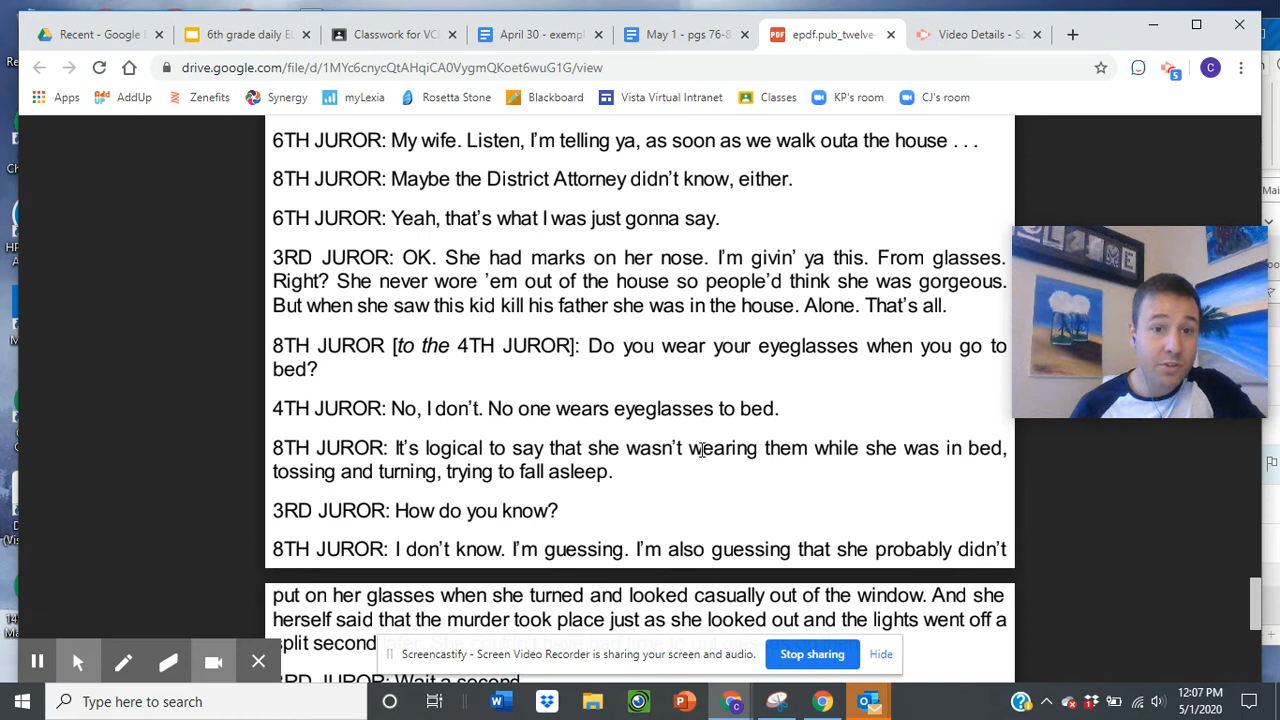 Recent - Google
6th grade daily El
Classwork for VC
April 30 - exemp
May 1 - pgs 76-8
PDF epdf.pub_twelve-
Video Details - Sc
drive.google.com/file/d/1MYc6cnycQtAHqiCA0VygmQKoet6wuG1G/view
5
C
Apps
AddUp
Zenefits
Synergy
myLexia
Rosetta Stone
Blackboard
Vista Virtual Intranet
Classes
KP's room
CJ's room
6TH JUROR: My wife. Listen, I'm telling ya, as soon as we walk outa the house . . .
8TH JUROR: Maybe the District Attorney didn't know, either.
6TH JUROR: Yeah, that's what I was just gonna say.
3RD JUROR: OK. She had marks on her nose. I'm givin' ya this. From glasses.
Right? She never wore 'em out of the house so people'd think she was gorgeous.
But when she saw this kid kill his father she was in the house. Alone. That's all.
8TH JUROR [to the 4TH JUROR]: Do you wear your eyeglasses when you go to
bed?
4TH JUROR: No, I don't. No one wears eyeglasses to bed.
8TH JUROR: It's logical to say that she wasn't wearing them while she was in bed,
tossing and turning, trying to fall asleep.
3RD JUROR: How do you know?
8TH JUROR: I don't know. I'm guessing. I'm also guessing that she probably didn't
put on her glasses when she turned and looked casually out of the window. And she
herself said that the murder took place just as she looked out and the lights went off a
split second
3RD JUROR: Wait a second
Screencastify - Screen Video Recorder is sharing your screen and audio.
Stop sharing
Hide
Type here to search
12:07 PM
5/1/2020